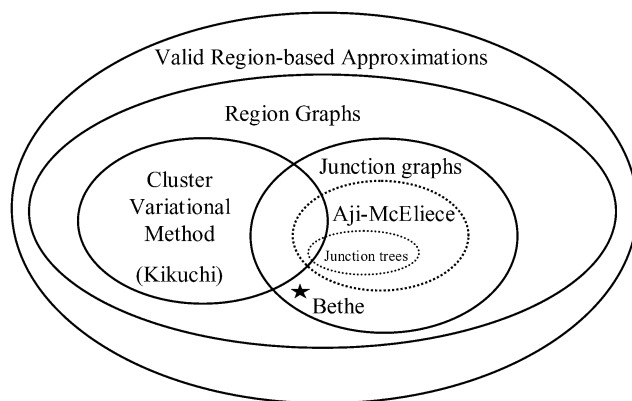 Valid Region-based Approximations
Region Graphs
Cluster
Variational
Method
(Kikuchi)
Junction graphs
Aji-McEliece
Junction trees
Bethe